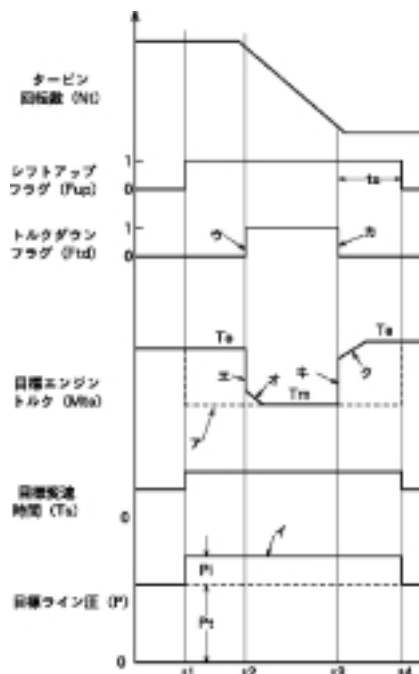 タービン
回転数 (Nt)
シフトアップ
フラグ (Fup)
1
0
ts
トルクダウン
フラグ (Ftd)
1
0
ウ
カ
Te
Te
エ
オ
キ
ク
Tm
目標エンジン
トルク (Mte)
ア
目標変速
時間 (Ts)
0
イ
Pi
目標ライン圧 (P)
Pt
0
t1
t2
t3
t4